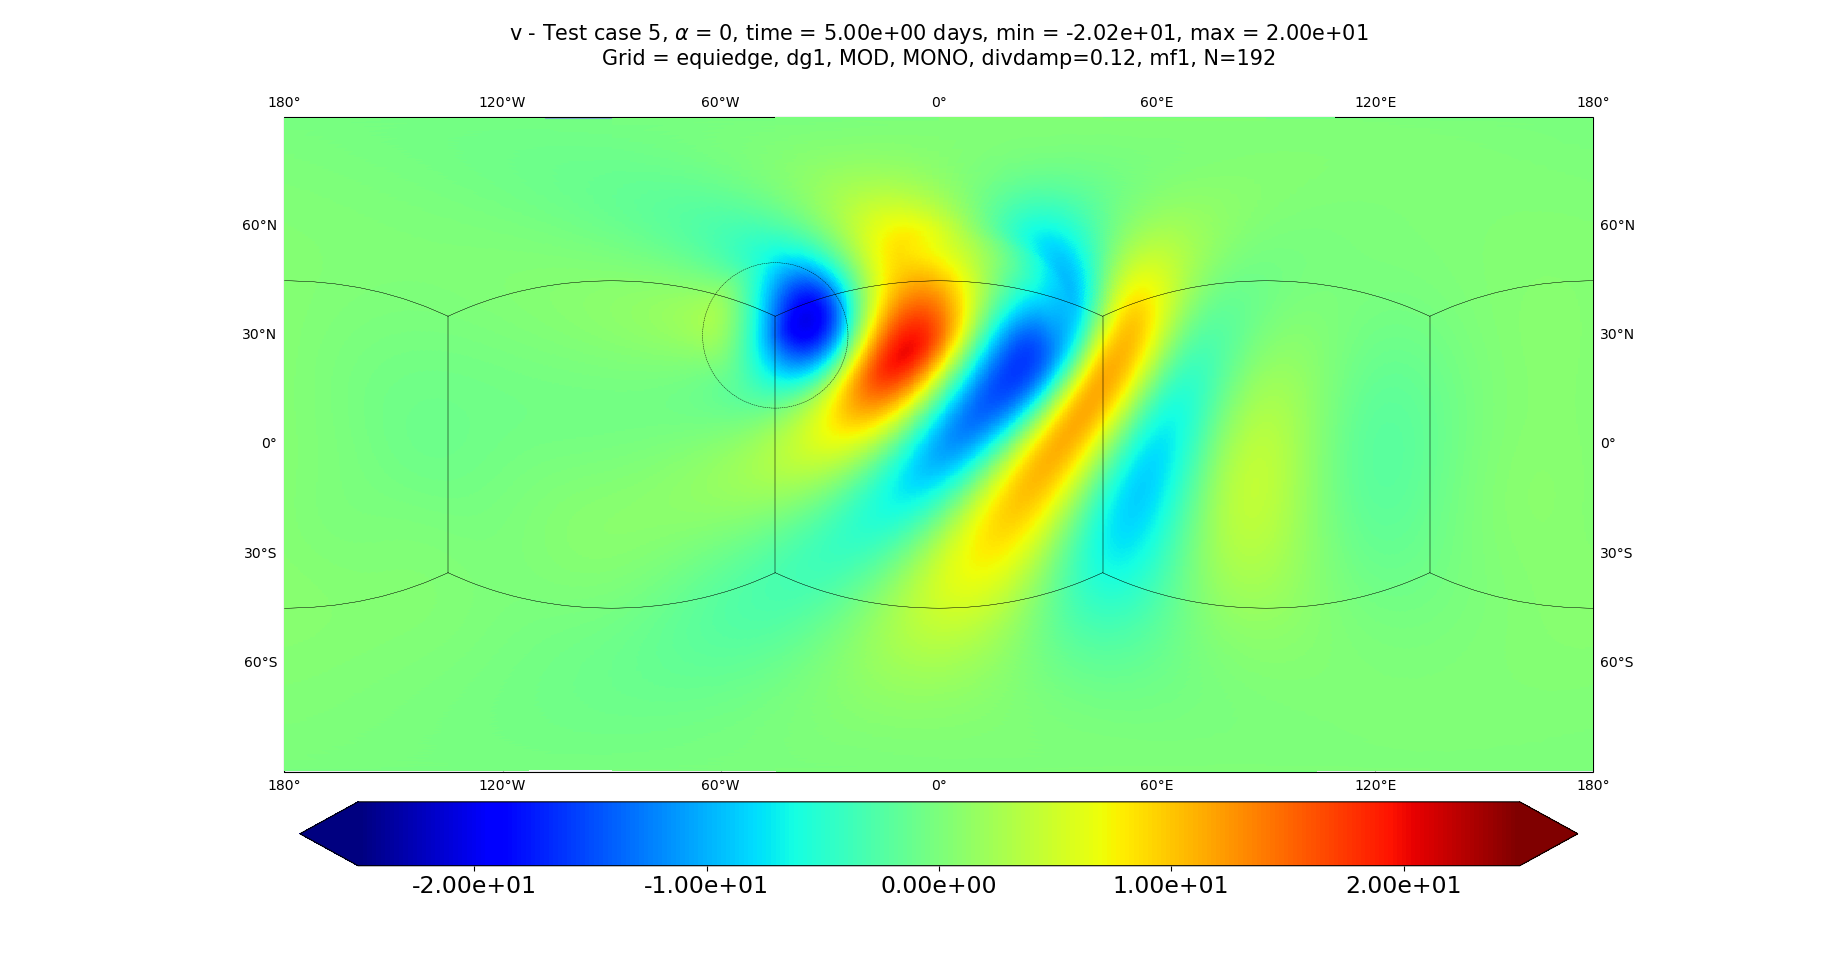 v - Test case 5, α = 0, time = 5.00e+00 days, min = -2.02e+01, max = 2.00e+01
Grid = equiedge, dg1, MOD, MONO, divdamp=0.12, mf1, N=192
180° 120°W 60°W 0° 60°E 120°E 180°
60°N 60°N
30°N 30°N
0° 0°
30°S 30°S
60°S 60°S
180° 120°W 60°W 0° 60°E 120°E 180°
-2.00e+01 -1.00e+01 0.00e+00 1.00e+01 2.00e+01